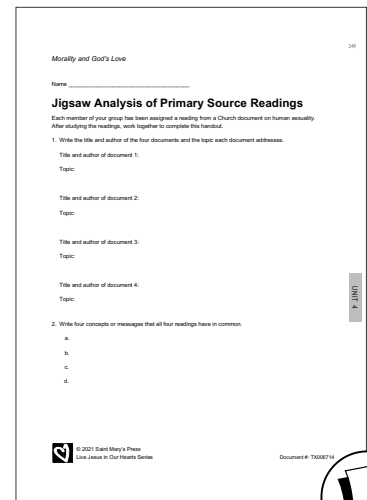 249
Morality and God's Love
Name
Jigsaw Analysis of Primary Source Readings
Each member of your group has been assigned a reading from a Church document on human sexuality.
After studying the readings, work together to complete this handout.
1. Write the title and author of the four documents and the topic each document addresses.
Title and author of document 1:
Topic:
Title and author of document 2:
Topic:
Title and author of document 3:
Topic:
Title and author of document 4:
Topic:
UNIT 4
2. Write four concepts or messages that all four readings have in common.
a.
b.
c.
d.
© 2021 Saint Mary's Press
Live Jesus in Our Hearts Series
Document #: TX006714